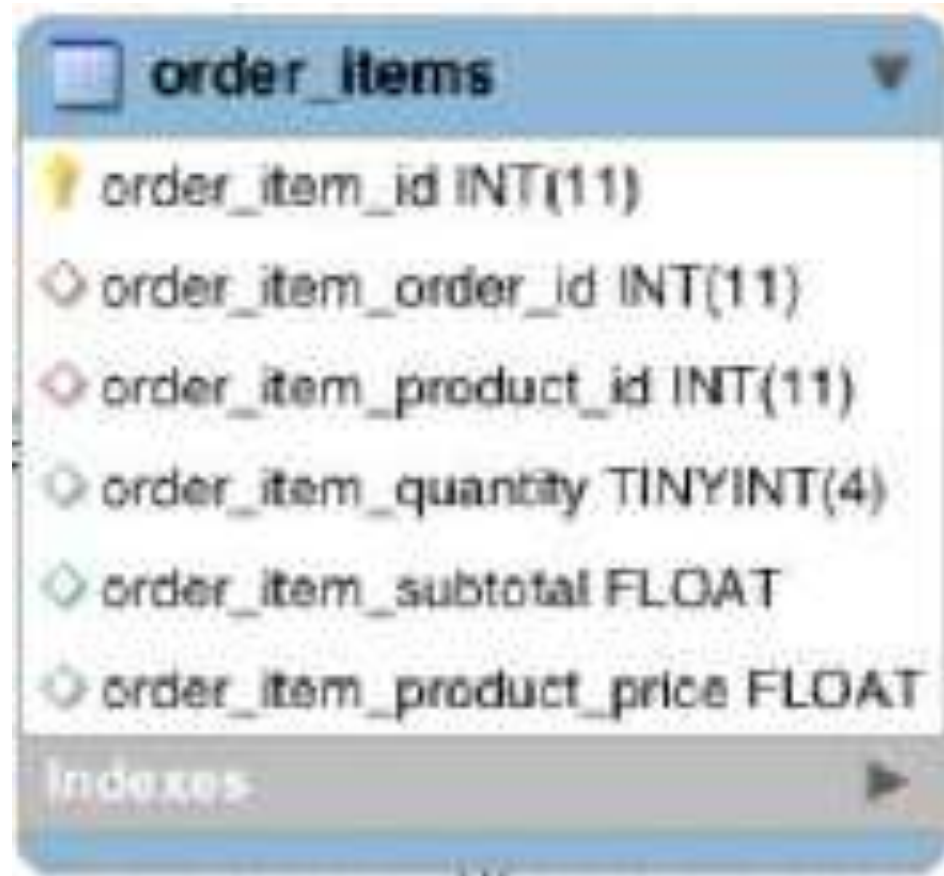 order_items
order_item_id INT(11)
order_item_order_id INT(11)
order_item_product_id INT(11)
order_item_quantity TINYINT(4)
order_item_subtotal FLOAT
order_item_product_price FLOAT
Indexes